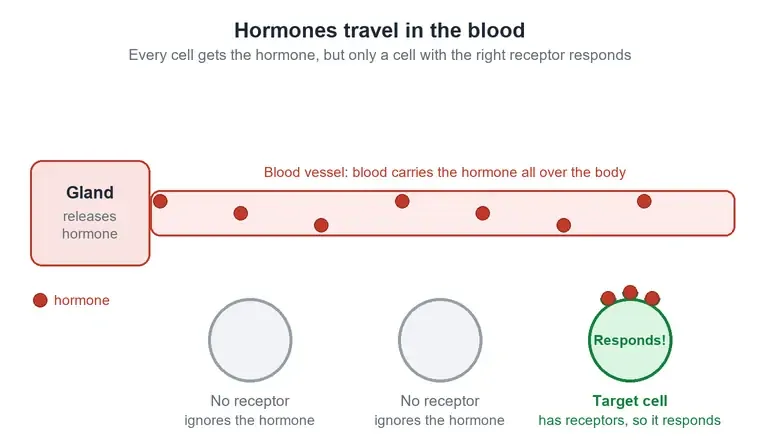 Hormones travel in the blood
Every cell gets the hormone, but only a cell with the right receptor responds
Blood vessel: blood carries the hormone all over the body
Gland
releases
hormone
hormone
Responds!
No receptor
ignores the hormone
No receptor
ignores the hormone
Target cell
has receptors, so it responds